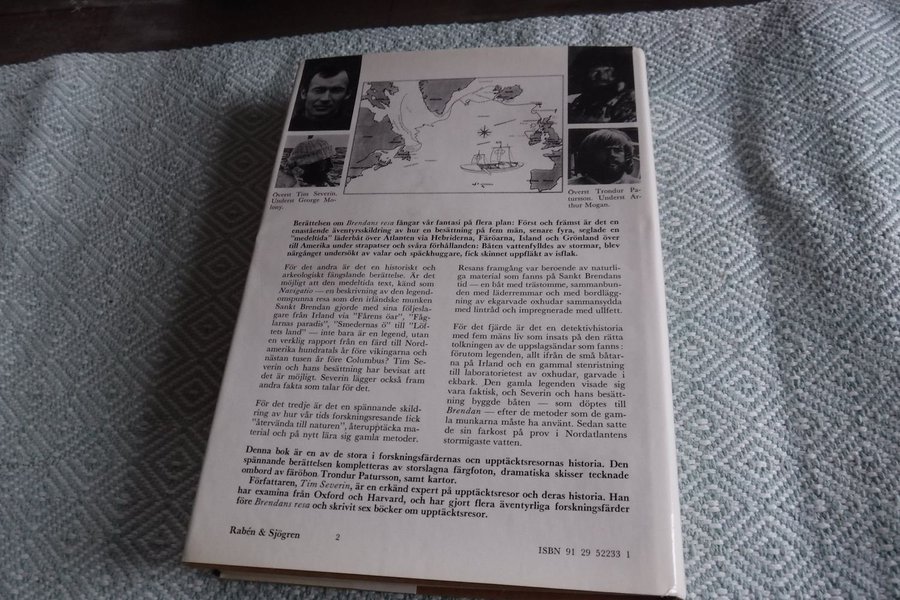 Överst Tim Severin.
Underst George Mo-
lony.
Överst Trondur Pa-
tursson. Underst Ar-
thur Mogan.
Berättelsen om Brendans resa fångar vår fantasi på flera plan: Först och främst är det en
enastående äventyrsskildring av hur en besättning på fem män, senare fyra, seglade en
"medeltida" läderbåt över Atlanten via Hebriderna, Färöarna, Island och Grönland över
till Amerika under strapatser och svåra förhållanden: Båten vattenfylldes av stormar, blev
närgånget undersökt av valar och späckhuggare, fick skinnet uppfläkt av isflak.
För det andra är det en historiskt och
arkeologiskt fängslande berättelse. Är det
möjligt att den medeltida text, känd som
Navigatio — en beskrivning av den legend-
omspunna resa som den irländske munken
Sankt Brendan gjorde med sina följesla-
gare från Irland via "Fårens öar", "Fåg-
larnas paradis", "Smedernas ö" till "Löf-
tets land" — inte bara är en legend, utan
en verklig rapport från en färd till Nord-
amerika hundratals år före vikingarna och
nästan tusen år före Columbus? Tim Se-
verin och hans besättning har bevisat att
det är möjligt. Severin lägger också fram
andra fakta som talar för det.
För det tredje är det en spännande skild-
ring av hur vår tids forskningsresande fick
"återvända till naturen", återupptäcka ma-
terial och på nytt lära sig gamla metoder.
Resans framgång var beroende av naturli-
ga material som fanns på Sankt Brendans
tid — en båt med trästomme, sammanbun-
den med läderremmar och med bordlägg-
ning av ekgarvade oxhudar sammansydda
med lintråd och impregnerade med ullfett.
För det fjärde är det en detektivhistoria
med fem mäns liv som insats på den rätta
tolkningen av de uppslagsändar som fanns:
förutom legenden, allt ifrån de små båtar-
na på Irland och en gammal stenristning
till laboratorietest av oxhudar, garvade i
ekbark. Den gamla legenden visade sig
vara faktisk, och Severin och hans besätt-
ning byggde båten — som döptes till
Brendan — efter de metoder som de gam-
la munkarna måste ha använt. Sedan satte
de sin farkost på prov i Nordatlantens
stormigaste vatten.
Denna bok är en av de stora i forskningsfärdernas och upptäcktsresornas historia. Den
spännande berättelsen kompletteras av storslagna färgfoton, dramatiska skisser tecknade
ombord av färöbon Trondur Patursson, samt kartor.
Författaren, Tim Severin, är en erkänd expert på upptäcktsresor och deras historia. Han
har examina från Oxford och Harvard, och har gjort flera äventyrliga forskningsfärder
före Brendans resa och skrivit sex böcker om upptäcktsresor.
Rabén & Sjögren
2
ISBN 91 29 52233 1